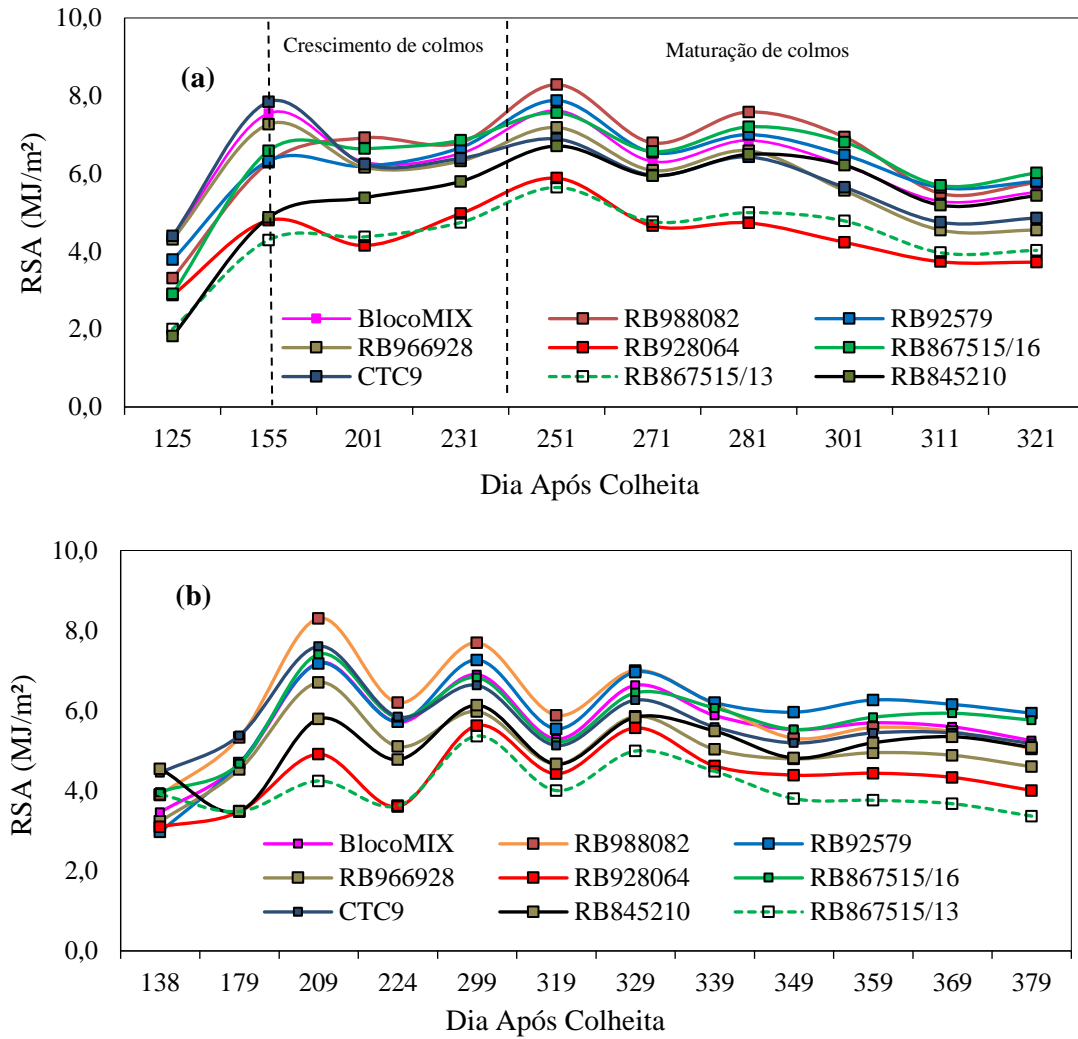 10,0
Crescimento de colmos
Maturação de colmos
(a)
8,0
6,0
4,0
2,0
0,0
RSA (MJ/m²)
BlocoMIX RB988082 RB92579
RB966928 RB928064 RB867515/16
CTC9 RB867515/13 RB845210
125 155 201 231 251 271 281 301 311 321
Dia Após Colheita
10,0
(b)
8,0
6,0
4,0
2,0
0,0
RSA (MJ/m²)
BlocoMIX RB988082 RB92579
RB966928 RB928064 RB867515/16
CTC9 RB845210 RB867515/13
138 179 209 224 299 319 329 339 349 359 369 379
Dia Após Colheita